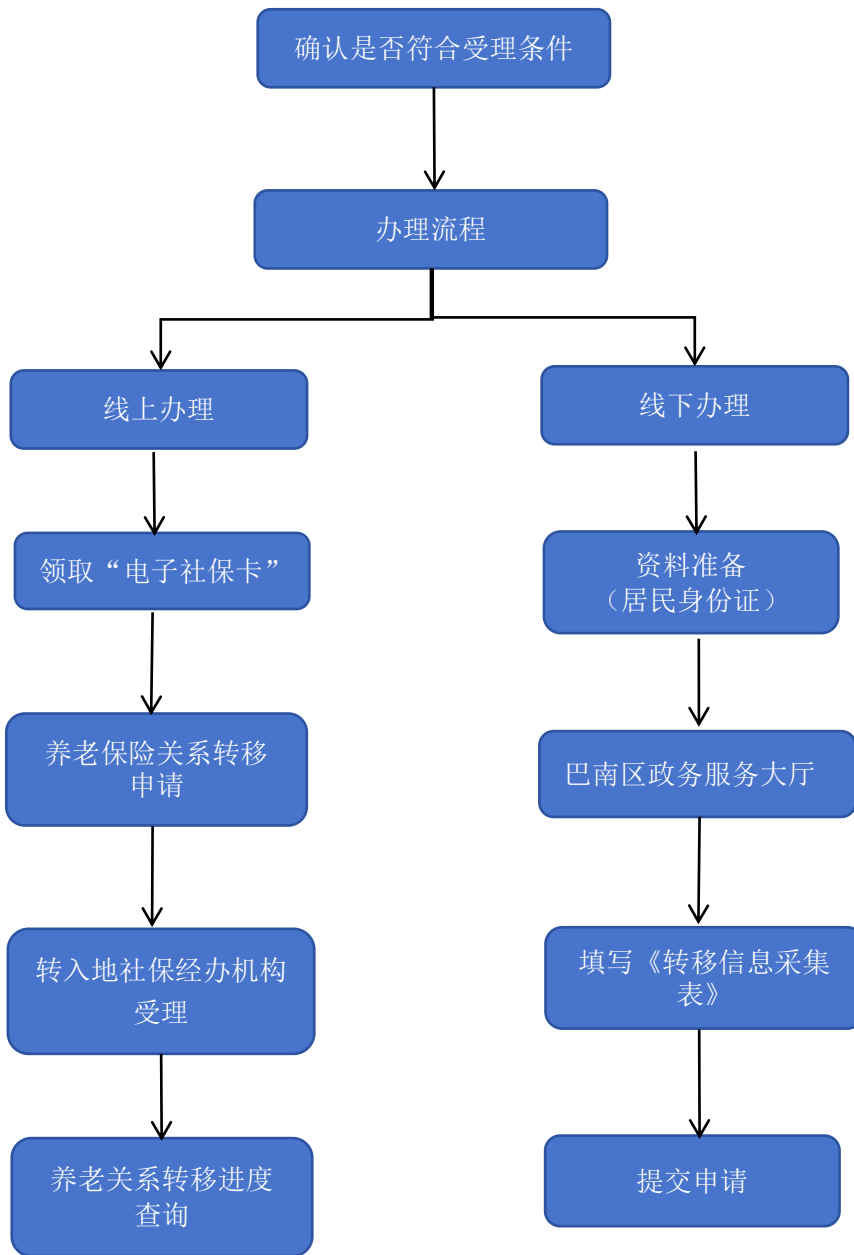 确认是否符合受理条件
办理流程
线上办理
线下办理
领取“电子社保卡”
资料准备
（居民身份证）
养老保险关系转移
申请
巴南区政务服务大厅
转入地社保经办机构
受理
填写《转移信息采集
表》
养老关系转移进度
查询
提交申请